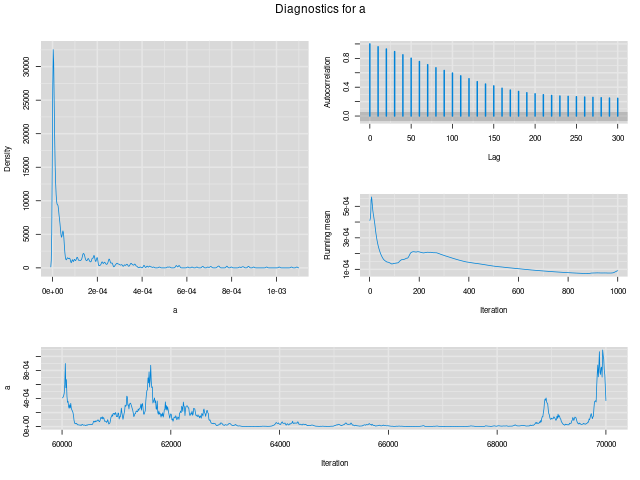 Diagnostics for a
Density
0 5000 10000 15000 20000 25000 30000
0e+00 2e-04 4e-04 6e-04 8e-04 1e-03
a
Autocorrelation
0.0 0.4 0.8
0 50 100 150 200 250 300
Lag
Running mean
1e-04 3e-04 5e-04
0 200 400 600 800 1000
Iteration
a
0e+00 4e-04 8e-04
60000 62000 64000 66000 68000 70000
Iteration